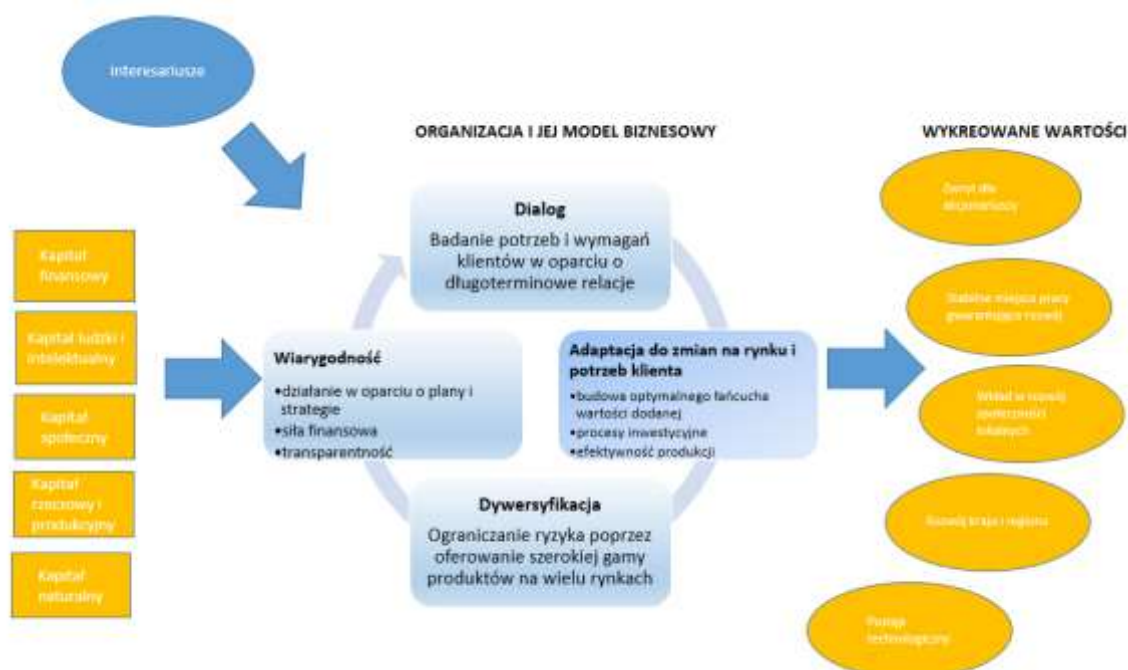 interesariusze
ORGANIZACJA I JEJ MODEL BIZNESOWY
WYKREOWANE WARTOŚCI
Kapitał
finansowy
Kapitał ludzki i
intelektualny
Kapitał
społeczny
Kapitał
rzeczowy i
produkcyjny
Kapitał
naturalny
Dialog
Badanie potrzeb i wymagań
klientów w oparciu o
długoterminowe relacje
Wiarygodność
•działanie w oparciu o plany i
strategie
•siła finansowa
•transparentność
Adaptacja do zmian na rynku i
potrzeb klienta
•budowa optymalnego łańcucha
wartości dodanej
•procesy inwestycyjne
•efektywność produkcji
Dywersyfikacja
Ograniczanie ryzyka poprzez
oferowanie szerokiej gamy
produktów na wielu rynkach
dla
akcjonariuszy
Stabilne miejsca pracy
gwarantujące rozwój
Wkład w rozwój
społeczności
lokalnych
Rozwój kraju i regionu
Postęp
technologiczny